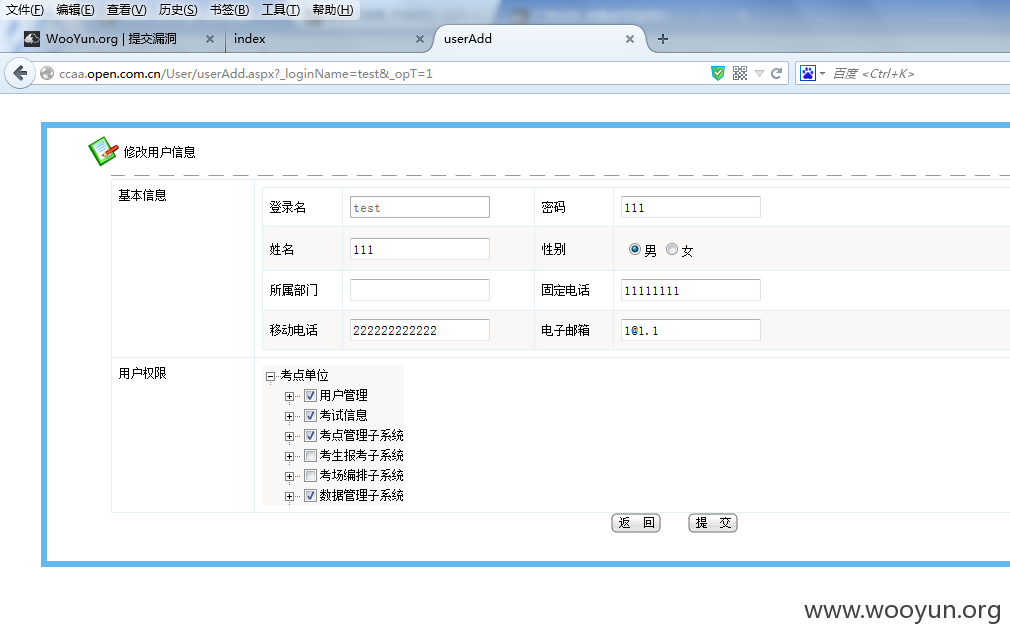 文件(F) 编辑(E) 查看(V) 历史(S) 书签(B) 工具(T) 帮助(H)
WooYun.org | 提交漏洞 index userAdd
ccaa.open.com.cn/User/userAdd.aspx?_loginName=test&_opT=1 百度 <Ctrl+K>
修改用户信息
基本信息
登录名 test 密码 111
姓名 111 性别 男 女
所属部门 固定电话 11111111
移动电话 222222222222 电子邮箱 1@1.1
用户权限
考点单位
用户管理
考试信息
考点管理子系统
考生报考子系统
考场编排子系统
数据管理子系统
返 回 提 交
www.wooyun.org